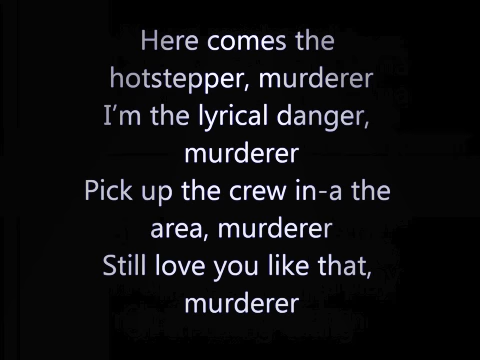 Here comes the
hotstepper, murderer
I'm the lyrical danger,
murderer
Pick up the crew in-a the
area, murderer
Still love you like that,
murderer